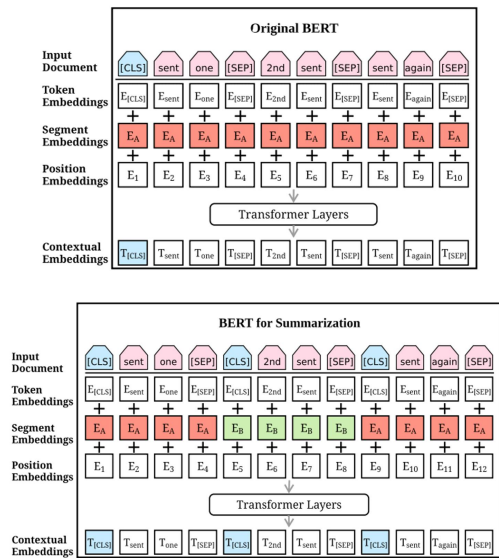 Original BERT
Input Document [CLS] sent one [SEP] 2nd sent [SEP] sent again [SEP]
Token Embeddings E[CLS] Esent Eone E[SEP] E2nd Esent E[SEP] Esent Eagain E[SEP]
+ + + + + + + + + +
Segment Embeddings EA EA EA EA EA EA EA EA EA EA
+ + + + + + + + + +
Position Embeddings E1 E2 E3 E4 E5 E6 E7 E8 E9 E10
Transformer Layers
Contextual Embeddings T[CLS] Tsent Tone T[SEP] T2nd Tsent T[SEP] Tsent Tagain T[SEP]
BERT for Summarization
Input Document [CLS] sent one [SEP] [CLS] 2nd sent [SEP] [CLS] sent again [SEP]
Token Embeddings E[CLS] Esent Eone E[SEP] E[CLS] E2nd Esent E[SEP] E[CLS] Esent Eagain E[SEP]
+ + + + + + + + + + + +
Segment Embeddings EA EA EA EA EB EB EB EB EA EA EA EA
+ + + + + + + + + + + +
Position Embeddings E1 E2 E3 E4 E5 E6 E7 E8 E9 E10 E11 E12
Transformer Layers
Contextual Embeddings T[CLS] Tsent Tone T[SEP] T[CLS] T2nd Tsent T[SEP] T[CLS] Tsent Tagain T[SEP]